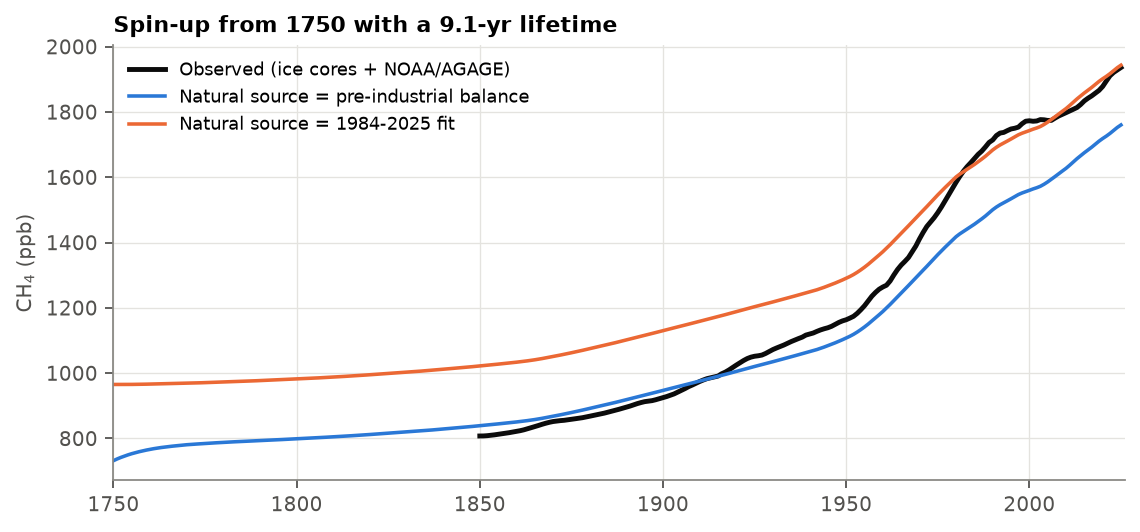 Spin-up from 1750 with a 9.1-yr lifetime
2000
1800
1600
1400
1200
1000
800
CH₄ (ppb)
Observed (ice cores + NOAA/AGAGE)
Natural source = pre-industrial balance
Natural source = 1984-2025 fit
1750 1800 1850 1900 1950 2000